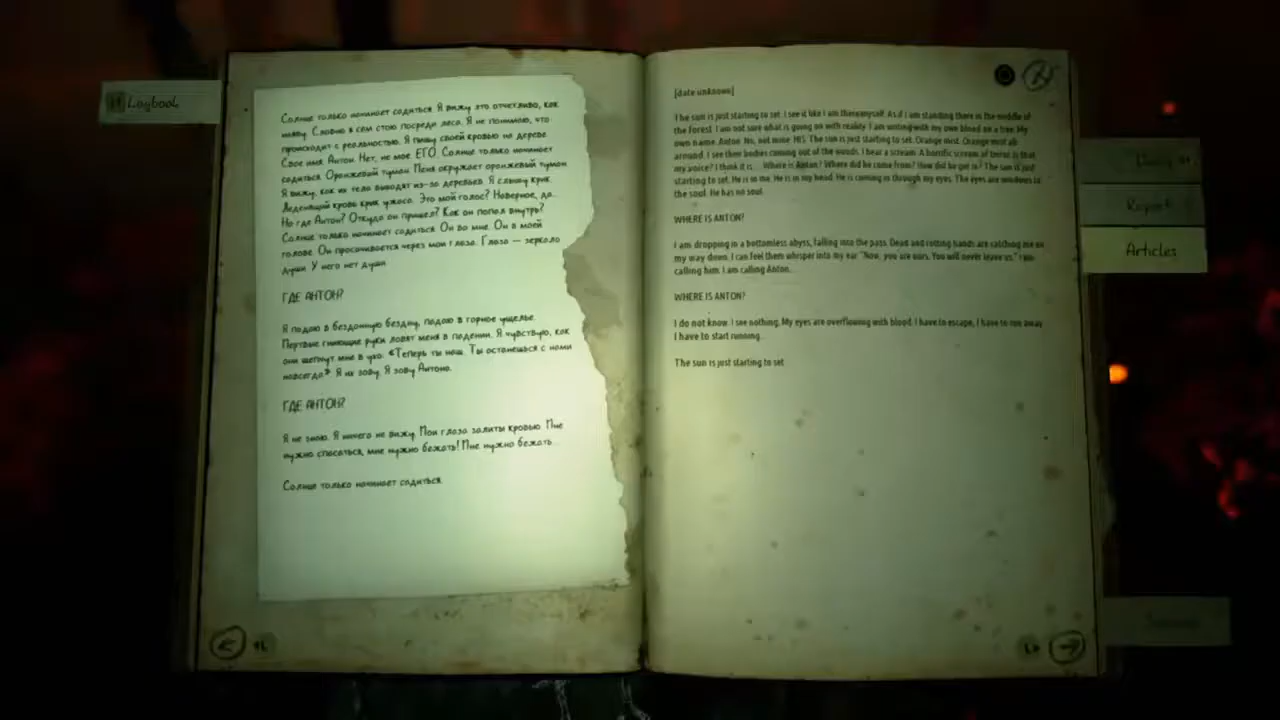 Logbook
Солнце только начинает садиться. Я вижу это отчетливо, как
наяву. Словно я сам стою посреди леса. Я не понимаю, что
происходит с реальностью. Я пишу своей кровью на дереве.
Свое имя. Антон. Нет, не мое. ЕГО. Солнце только начинает
садиться. Оранжевый туман. Меня окружает оранжевый туман.
Я вижу, как их тела выходят из-за деревьев. Я слышу крик.
Леденящий кровь крик ужаса. Это мой голос? Наверное, да...
Но где Антон? Откуда он пришел? Как он попал внутрь?
Солнце только начинает садиться. Он во мне. Он в моей
голове. Он просачивается через мои глаза. Глаза — зеркало
души. У него нет души.
ГДЕ АНТОН?
Я падаю в бездонную бездну, падаю в горное ущелье.
Мертвые гниющие руки ловят меня в падении. Я чувствую, как
они шепчут мне в ухо: «Теперь ты наш. Ты останешься с нами
навсегда». Я их зову. Я зову Антона.
ГДЕ АНТОН?
Я не знаю. Я ничего не вижу. Мои глаза залиты кровью. Мне
нужно спасаться, мне нужно бежать! Мне нужно бежать...
Солнце только начинает садиться.
[date unknown]
The sun is just starting to set. I see it like I am there myself. As if I am standing there in the middle of
the Forest. I am not sure what is going on with reality. I am writing with my own blood on a tree. My
own name. Anton. No, not mine. HIS. The sun is just starting to set. Orange mist. Orange mist all
around. I see their bodies coming out of the woods. I hear a scream. A horrific scream of terror. Is that
my voice? I think it is... Where is Anton? Where did he come from? How did he get in? The sun is just
starting to set. He is in me. He is in my head. He is coming in through my eyes. The eyes are windows to
the soul. He has no soul.
WHERE IS ANTON?
I am dropping in a bottomless abyss, falling into the pass. Dead and rotting hands are catching me on
my way down. I can feel them whisper into my ear "Now, you are ours. You will never leave us." I am
calling him. I am calling Anton.
WHERE IS ANTON?
I do not know. I see nothing. My eyes are overflowing with blood. I have to escape, I have to run away.
I have to start running...
The sun is just starting to set.
Report
Articles